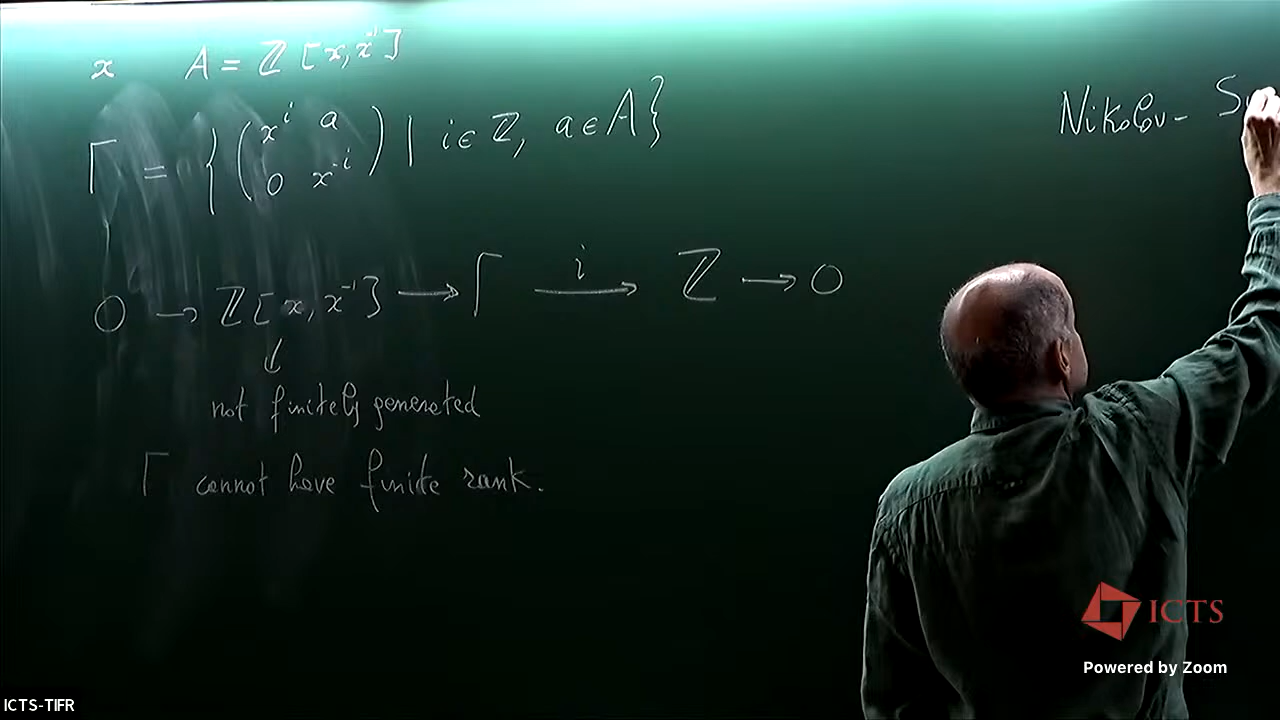 x A = ℤ [x, x⁻¹]
Γ = { ( xⁱ a ) | i ∈ ℤ, a ∈ A }
0 x⁻ⁱ
Nikolov -
0 → ℤ[x, x⁻¹] → Γ →ⁱ ℤ → 0
↓
not finitely generated
Γ cannot have finite rank.
ICTS
Powered by Zoom
ICTS-TIFR